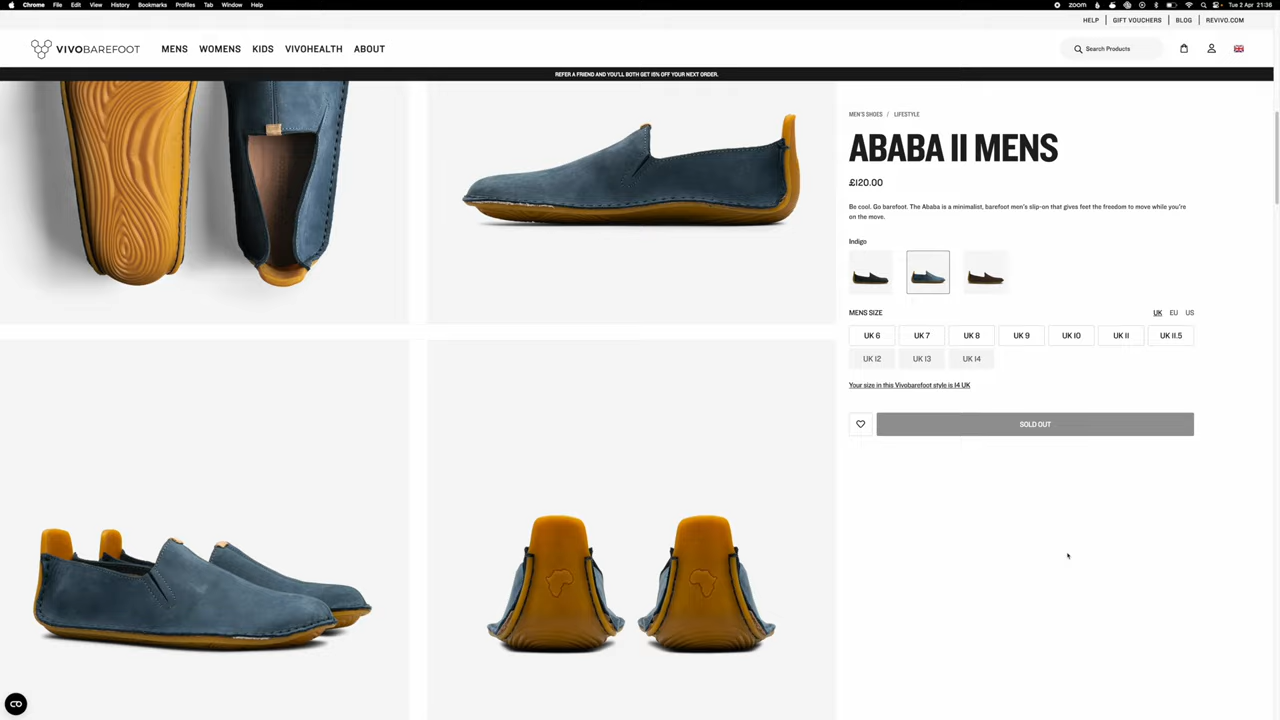 Chrome File Edit View History Bookmarks Profiles Tab Window Help
zoom
Tue 2 Apr 21:36
HELP | GIFT VOUCHERS | BLOG | REVIVO.COM
VIVOBAREFOOT
MENS WOMENS KIDS VIVOHEALTH ABOUT
Search Products
REFER A FRIEND AND YOU'LL BOTH GET 15% OFF YOUR NEXT ORDER.
MEN'S SHOES / LIFESTYLE
ABABA II MENS
£120.00
Be cool. Go barefoot. The Ababa is a minimalist, barefoot men's slip-on that gives feet the freedom to move while you're
on the move.
Indigo
MENS SIZE
UK EU US
UK 6 UK 7 UK 8 UK 9 UK 10 UK 11 UK 11.5
UK 12 UK 13 UK 14
Your size in this Vivobarefoot style is 14 UK
SOLD OUT